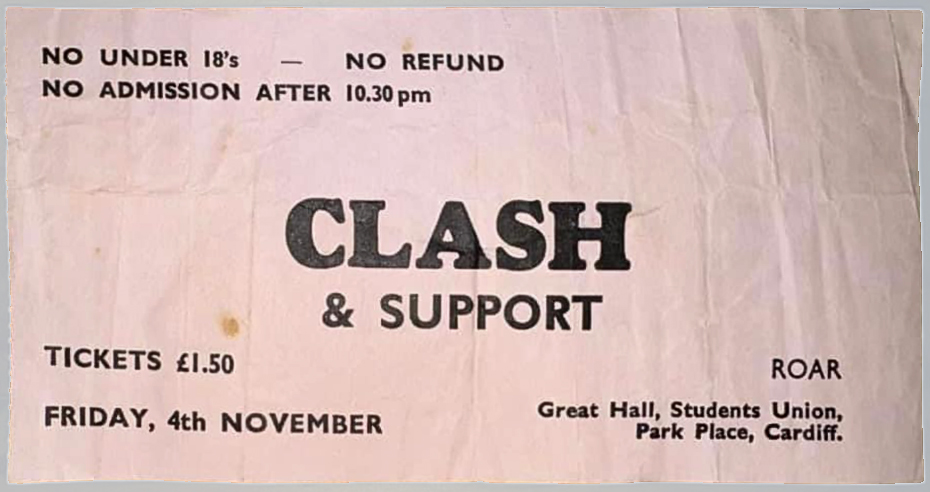 NO UNDER 18's — NO REFUND
NO ADMISSION AFTER 10.30 pm
CLASH
& SUPPORT
TICKETS £1.50
ROAR
FRIDAY, 4th NOVEMBER
Great Hall, Students Union,
Park Place, Cardiff.